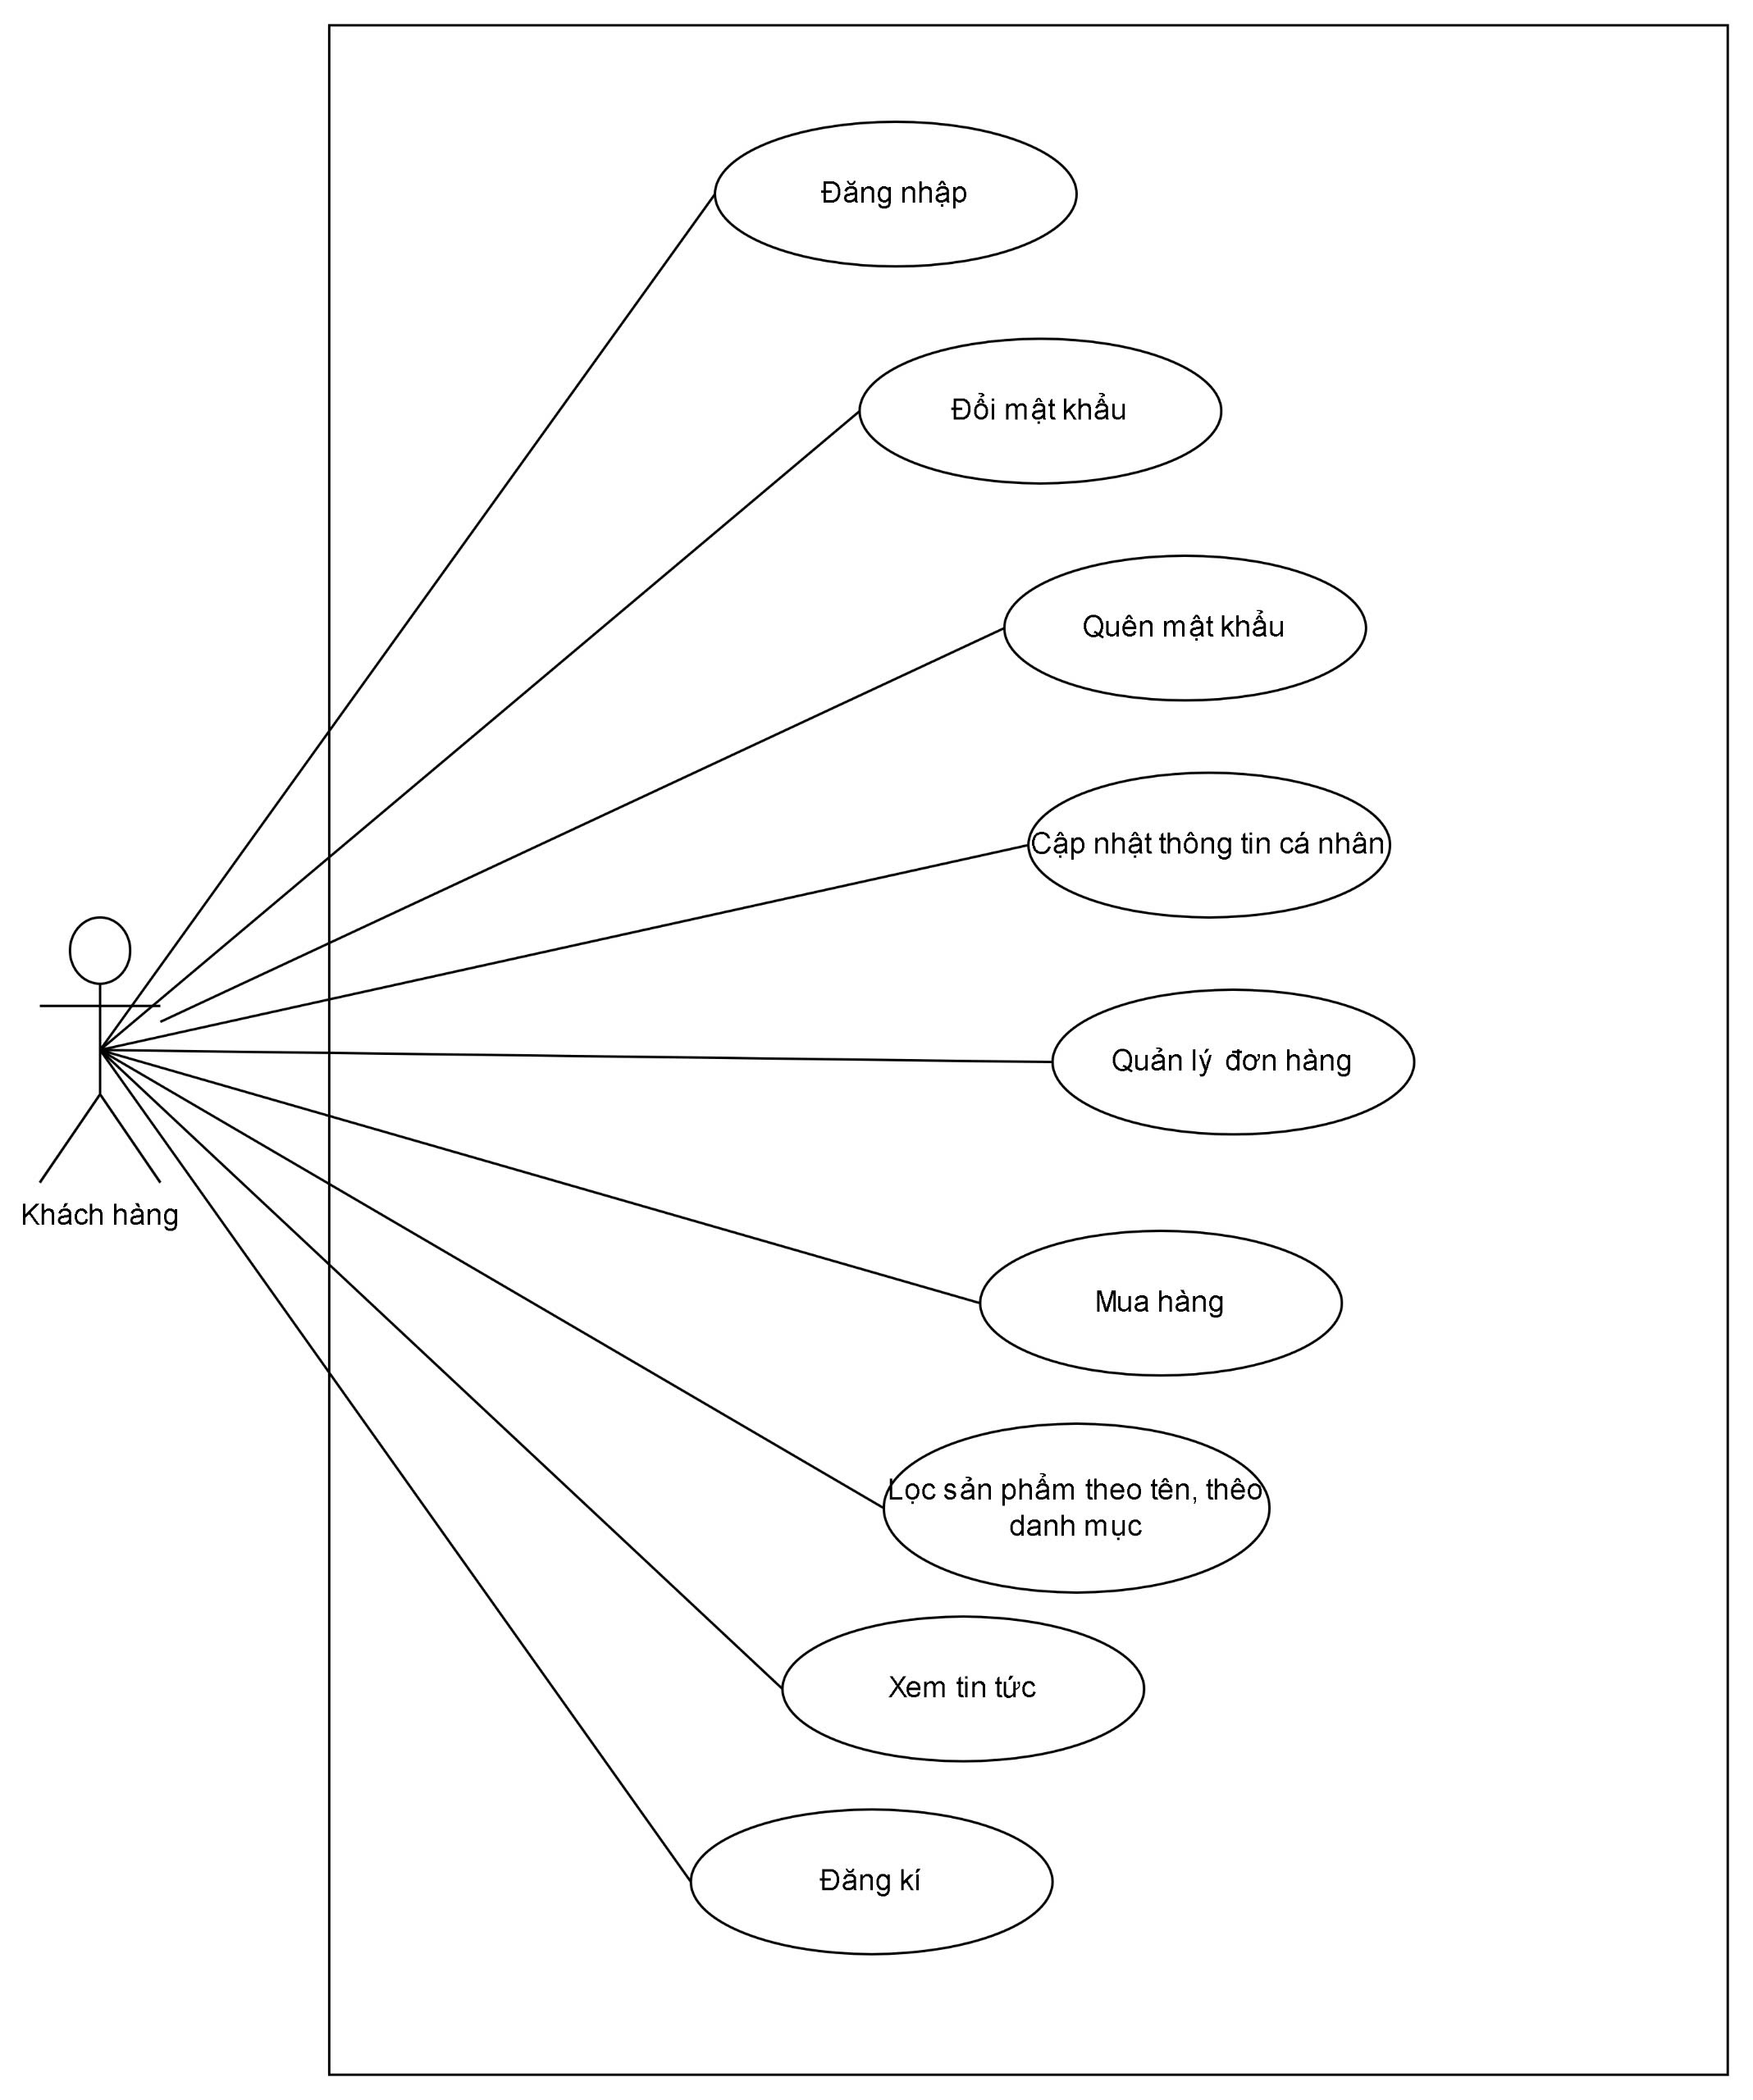 Đăng nhập
Đổi mật khẩu
Quên mật khẩu
Cập nhật thông tin cá nhân
Quản lý đơn hàng
Khách hàng
Mua hàng
Lọc sản phẩm theo tên, thêo
danh mục
Xem tin tức
Đăng kí